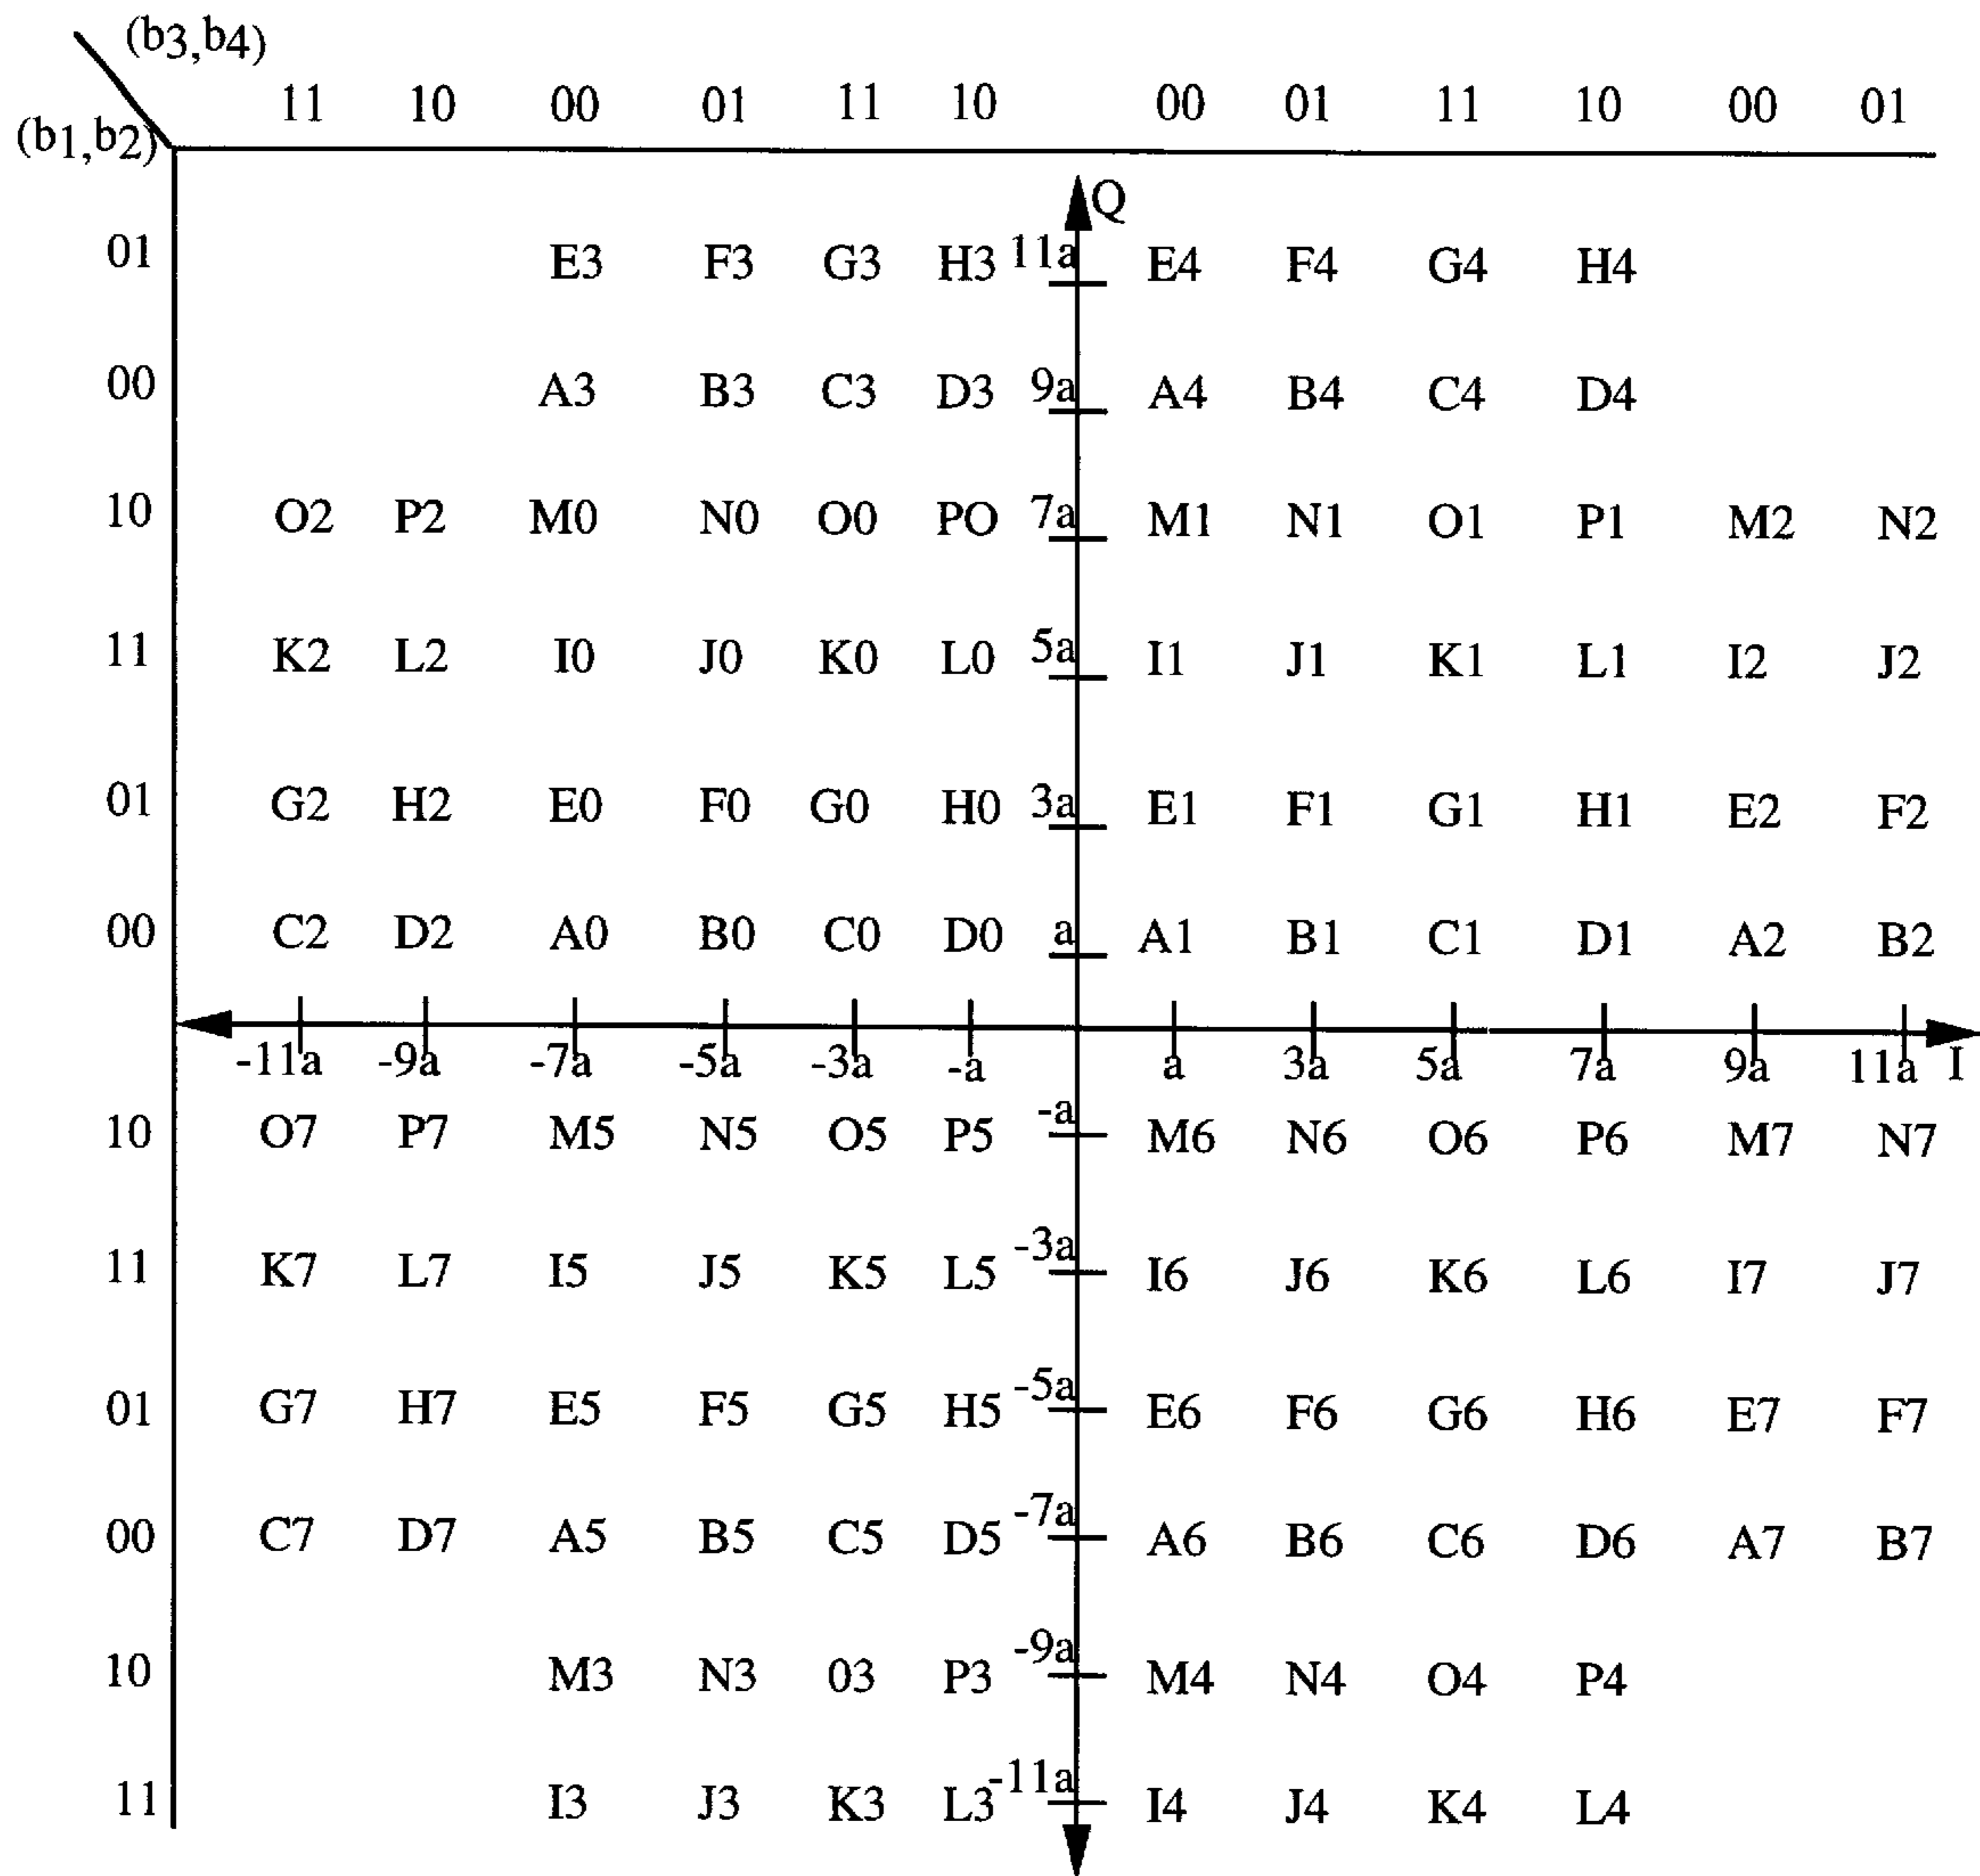 (b3,b4)
11 10 00 01 11 10 00 01 11 10 00 01
(b1,b2)
Q
01 E3 F3 G3 H3 11a E4 F4 G4 H4
00 A3 B3 C3 D3 9a A4 B4 C4 D4
10 O2 P2 M0 N0 O0 PO 7a M1 N1 O1 P1 M2 N2
11 K2 L2 I0 J0 K0 L0 5a I1 J1 K1 L1 I2 J2
01 G2 H2 E0 F0 G0 H0 3a E1 F1 G1 H1 E2 F2
00 C2 D2 A0 B0 C0 D0 a A1 B1 C1 D1 A2 B2
-11a -9a -7a -5a -3a -a a 3a 5a 7a 9a 11a I
10 O7 P7 M5 N5 O5 P5 -a M6 N6 O6 P6 M7 N7
11 K7 L7 I5 J5 K5 L5 -3a I6 J6 K6 L6 I7 J7
01 G7 H7 E5 F5 G5 H5 -5a E6 F6 G6 H6 E7 F7
00 C7 D7 A5 B5 C5 D5 -7a A6 B6 C6 D6 A7 B7
10 M3 N3 03 P3 -9a M4 N4 O4 P4
11 I3 J3 K3 L3 -11a I4 J4 K4 L4